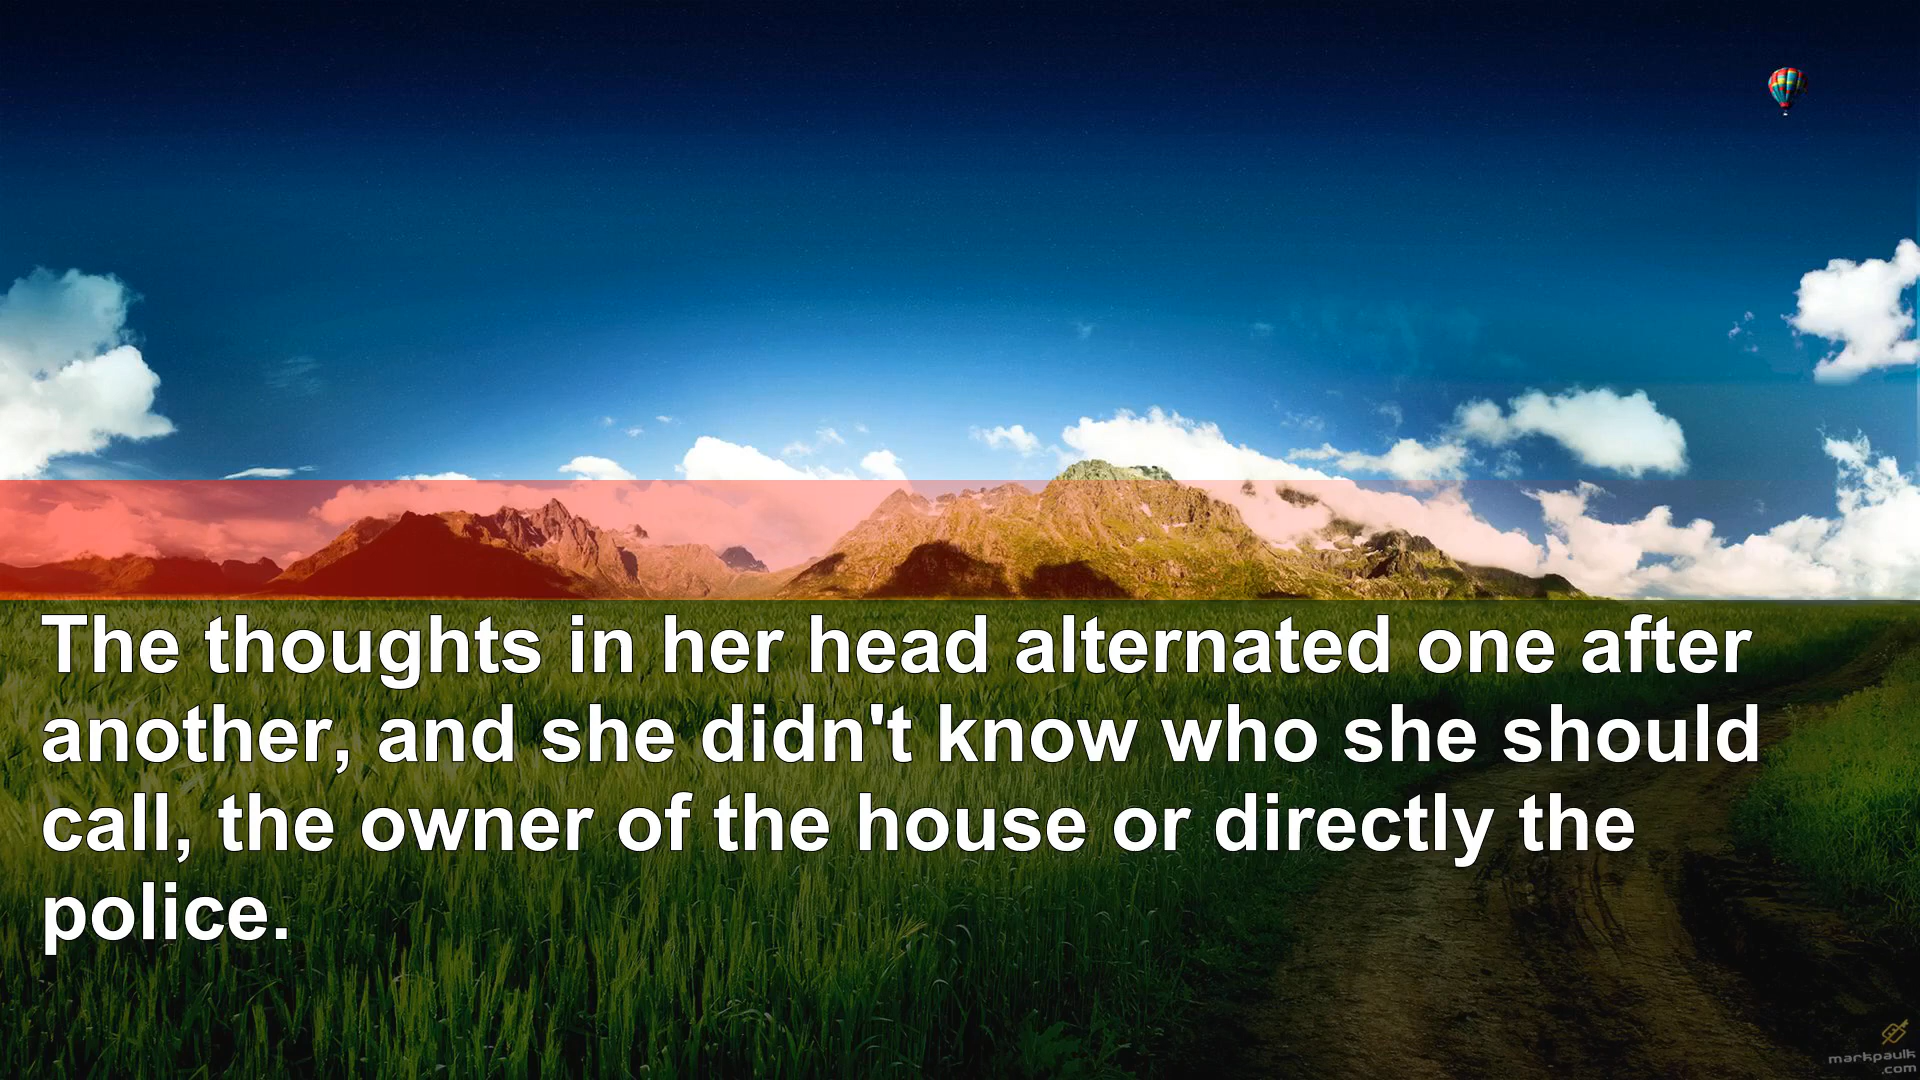 The thoughts in her head alternated one after
another, and she didn't know who she should
call, the owner of the house or directly the
police.
markpaulk
.com